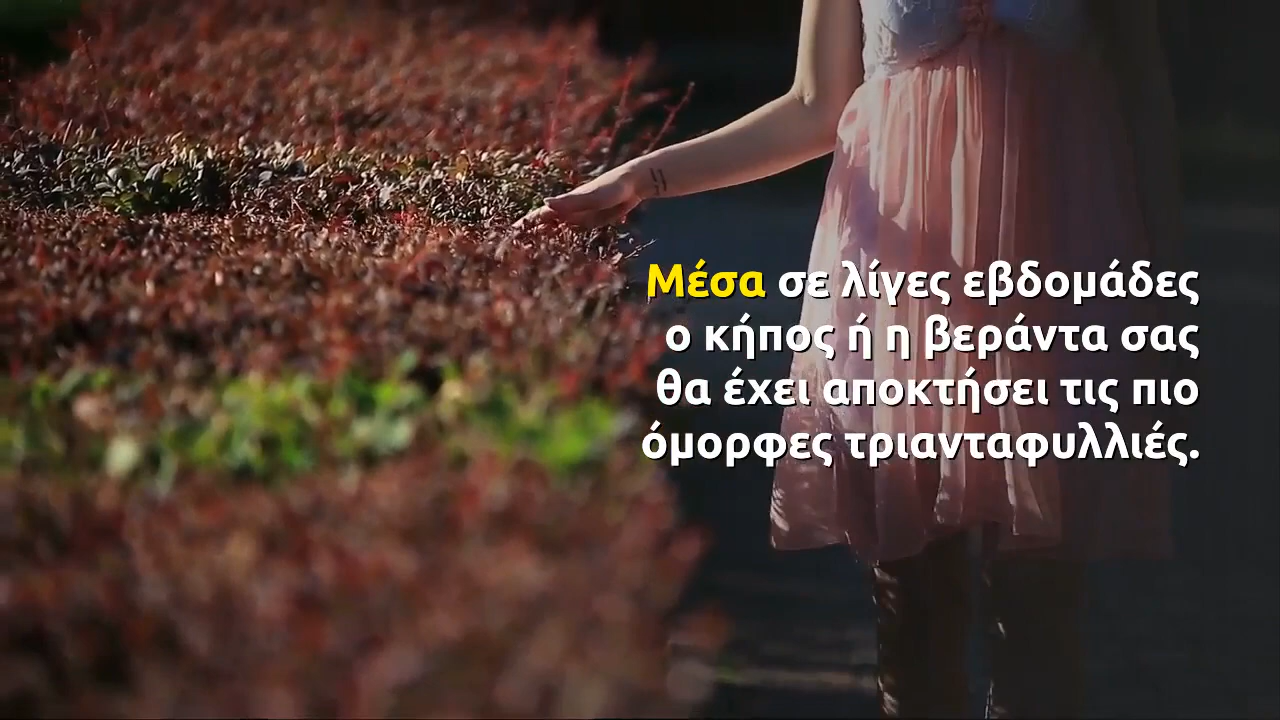 Μέσα σε λίγες εβδομάδες
ο κήπος ή η βεράντα σας
θα έχει αποκτήσει τις πιο
όμορφες τριανταφυλλιές.